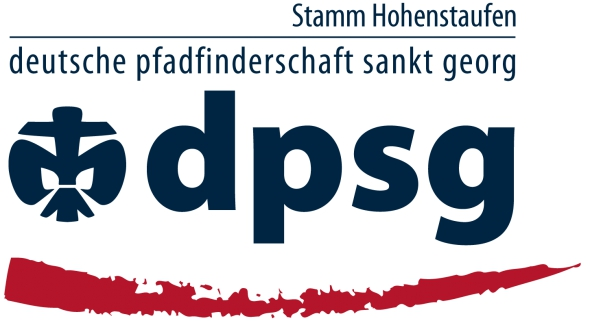 Stamm Hohenstaufen
deutsche pfadfinderschaft sankt georg
dpsg